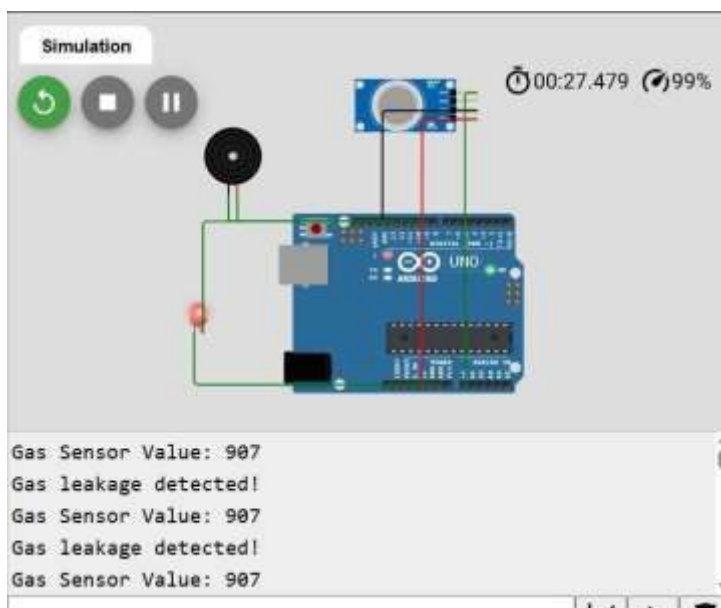 Simulation
00:27.479 99%
UNO
ARDUINO
Gas Sensor Value: 907
Gas leakage detected!
Gas Sensor Value: 907
Gas leakage detected!
Gas Sensor Value: 907